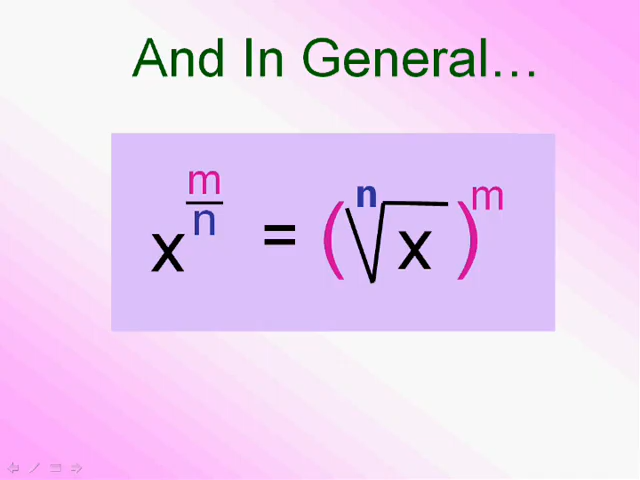 And In General…
x^(m/n) = (ⁿ√x)^m